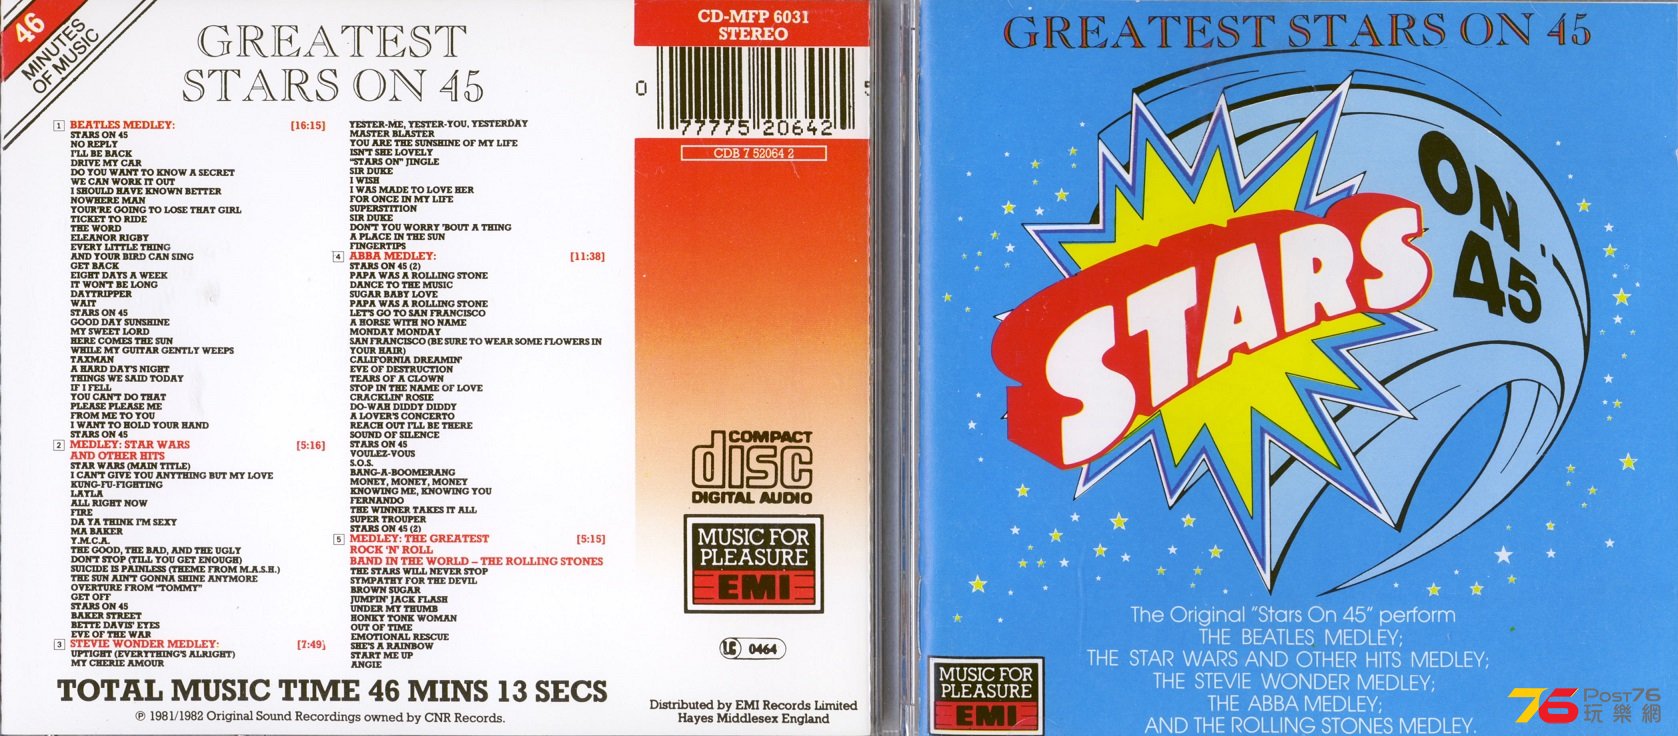 46
MINUTES
OF MUSIC
GREATEST
STARS ON 45
1 BEATLES MEDLEY: [16:15]
STARS ON 45
NO REPLY
I'LL BE BACK
DRIVE MY CAR
DO YOU WANT TO KNOW A SECRET
WE CAN WORK IT OUT
I SHOULD HAVE KNOWN BETTER
NOWHERE MAN
YOUR'RE GOING TO LOSE THAT GIRL
TICKET TO RIDE
THE WORD
ELEANOR RIGBY
EVERY LITTLE THING
AND YOUR BIRD CAN SING
GET BACK
EIGHT DAYS A WEEK
IT WON'T BE LONG
DAYTRIPPER
WAIT
STARS ON 45
GOOD DAY SUNSHINE
MY SWEET LORD
HERE COMES THE SUN
WHILE MY GUITAR GENTLY WEEPS
TAXMAN
A HARD DAY'S NIGHT
THINGS WE SAID TODAY
IF I FELL
YOU CAN'T DO THAT
PLEASE PLEASE ME
FROM ME TO YOU
I WANT TO HOLD YOUR HAND
STARS ON 45
2 MEDLEY: STAR WARS [5:16]
AND OTHER HITS
STAR WARS (MAIN TITLE)
I CAN'T GIVE YOU ANYTHING BUT MY LOVE
KUNG-FU-FIGHTING
LAYLA
ALL RIGHT NOW
FIRE
DA YA THINK I'M SEXY
MA BAKER
Y.M.C.A.
THE GOOD, THE BAD, AND THE UGLY
DON'T STOP (TILL YOU GET ENOUGH)
SUICIDE IS PAINLESS (THEME FROM M.A.S.H.)
THE SUN AIN'T GONNA SHINE ANYMORE
OVERTURE FROM "TOMMY"
GET OFF
STARS ON 45
BAKER STREET
BETTE DAVIS' EYES
EVE OF THE WAR
3 STEVIE WONDER MEDLEY: [7:49]
UPTIGHT (EVERYTHING'S ALRIGHT)
MY CHERIE AMOUR
YESTER-ME, YESTER-YOU, YESTERDAY
MASTER BLASTER
YOU ARE THE SUNSHINE OF MY LIFE
ISN'T SHE LOVELY
"STARS ON" JINGLE
SIR DUKE
I WISH
I WAS MADE TO LOVE HER
FOR ONCE IN MY LIFE
SUPERSTITION
SIR DUKE
DON'T YOU WORRY 'BOUT A THING
A PLACE IN THE SUN
FINGERTIPS
4 ABBA MEDLEY: [11:38]
STARS ON 45 (2)
PAPA WAS A ROLLING STONE
DANCE TO THE MUSIC
SUGAR BABY LOVE
PAPA WAS A ROLLING STONE
LET'S GO TO SAN FRANCISCO
A HORSE WITH NO NAME
MONDAY MONDAY
SAN FRANCISCO (BE SURE TO WEAR SOME FLOWERS IN
YOUR HAIR)
CALIFORNIA DREAMIN'
EVE OF DESTRUCTION
TEARS OF A CLOWN
STOP IN THE NAME OF LOVE
CRACKLIN' ROSIE
DO-WAH DIDDY DIDDY
A LOVER'S CONCERTO
REACH OUT I'LL BE THERE
SOUND OF SILENCE
STARS ON 45
VOULEZ-VOUS
S.O.S.
BANG-A-BOOMERANG
MONEY, MONEY, MONEY
KNOWING ME, KNOWING YOU
FERNANDO
THE WINNER TAKES IT ALL
SUPER TROUPER
STARS ON 45 (2)
5 MEDLEY: THE GREATEST [5:15]
ROCK 'N' ROLL
BAND IN THE WORLD – THE ROLLING STONES
THE STARS WILL NEVER STOP
SYMPATHY FOR THE DEVIL
BROWN SUGAR
JUMPIN' JACK FLASH
UNDER MY THUMB
HONKY TONK WOMAN
OUT OF TIME
EMOTIONAL RESCUE
SHE'S A RAINBOW
START ME UP
ANGIE
TOTAL MUSIC TIME 46 MINS 13 SECS
℗ 1981/1982 Original Sound Recordings owned by CNR Records.
CD-MFP 6031
STEREO
0 77775 20642 5
CDB 7 52064 2
COMPACT
disc
DIGITAL AUDIO
MUSIC FOR
PLEASURE
EMI
LC 0464
Distributed by EMI Records Limited
Hayes Middlesex England
GREATEST STARS ON 45
STARS
ON
45
The Original "Stars On 45" perform
THE BEATLES MEDLEY;
THE STAR WARS AND OTHER HITS MEDLEY;
THE STEVIE WONDER MEDLEY;
THE ABBA MEDLEY;
AND THE ROLLING STONES MEDLEY.
MUSIC FOR
PLEASURE
EMI
76 POST76
玩樂網